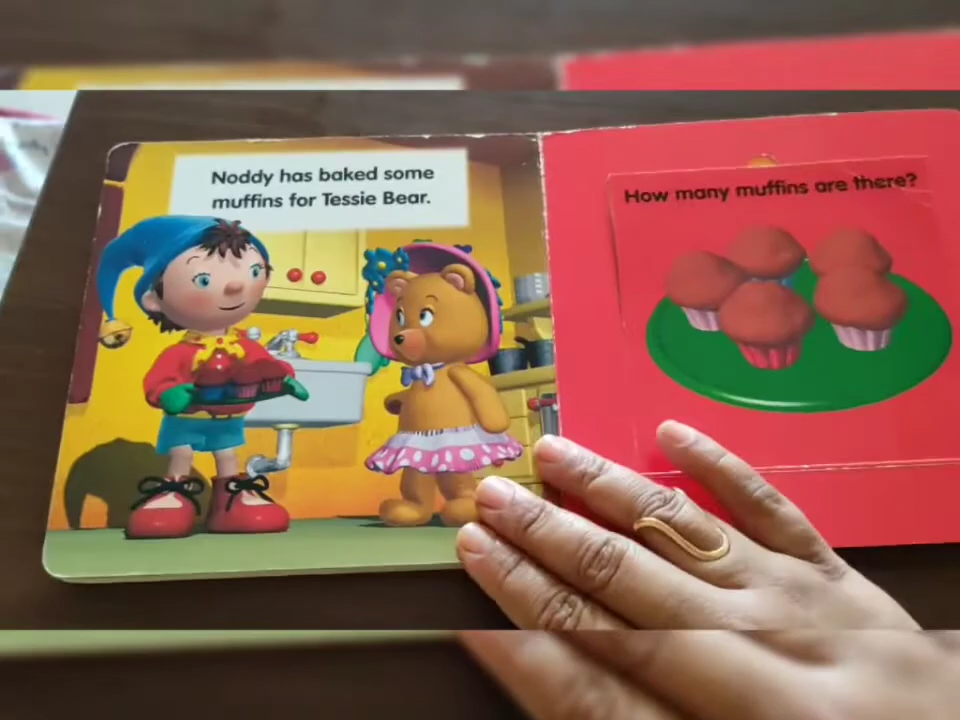 Noddy has baked some
muffins for Tessie Bear.
How many muffins are there?